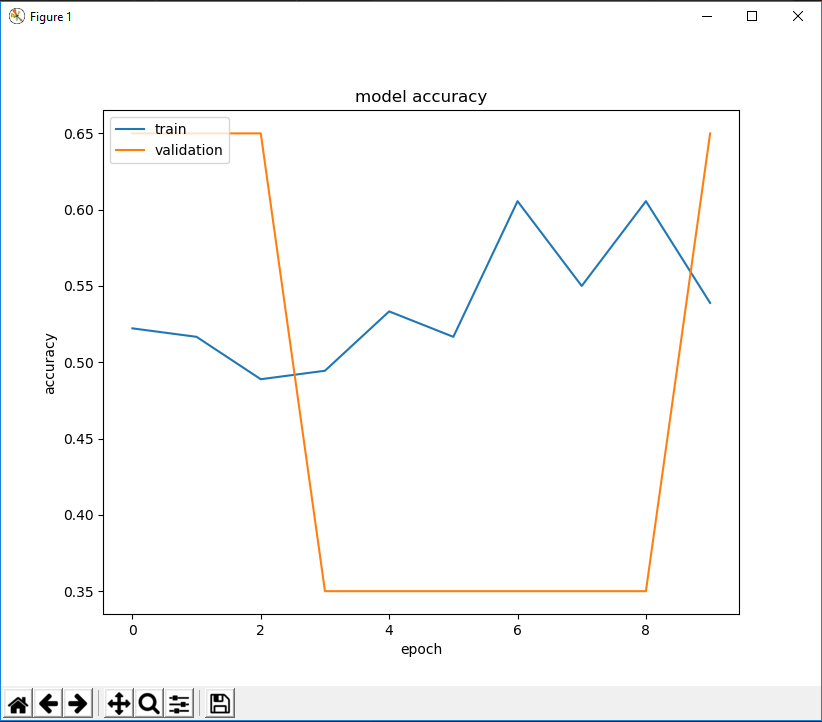 Figure 1
model accuracy
train
validation
0.65
0.60
0.55
0.50
0.45
0.40
0.35
accuracy
0 2 4 6 8
epoch